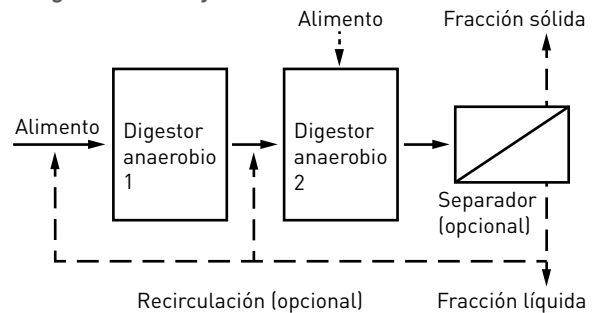 Alimento
Fracción sólida
Alimento
Digestor
anaerobio
1
Digestor
anaerobio
2
Separador
(opcional)
Recirculación (opcional)
Fracción líquida